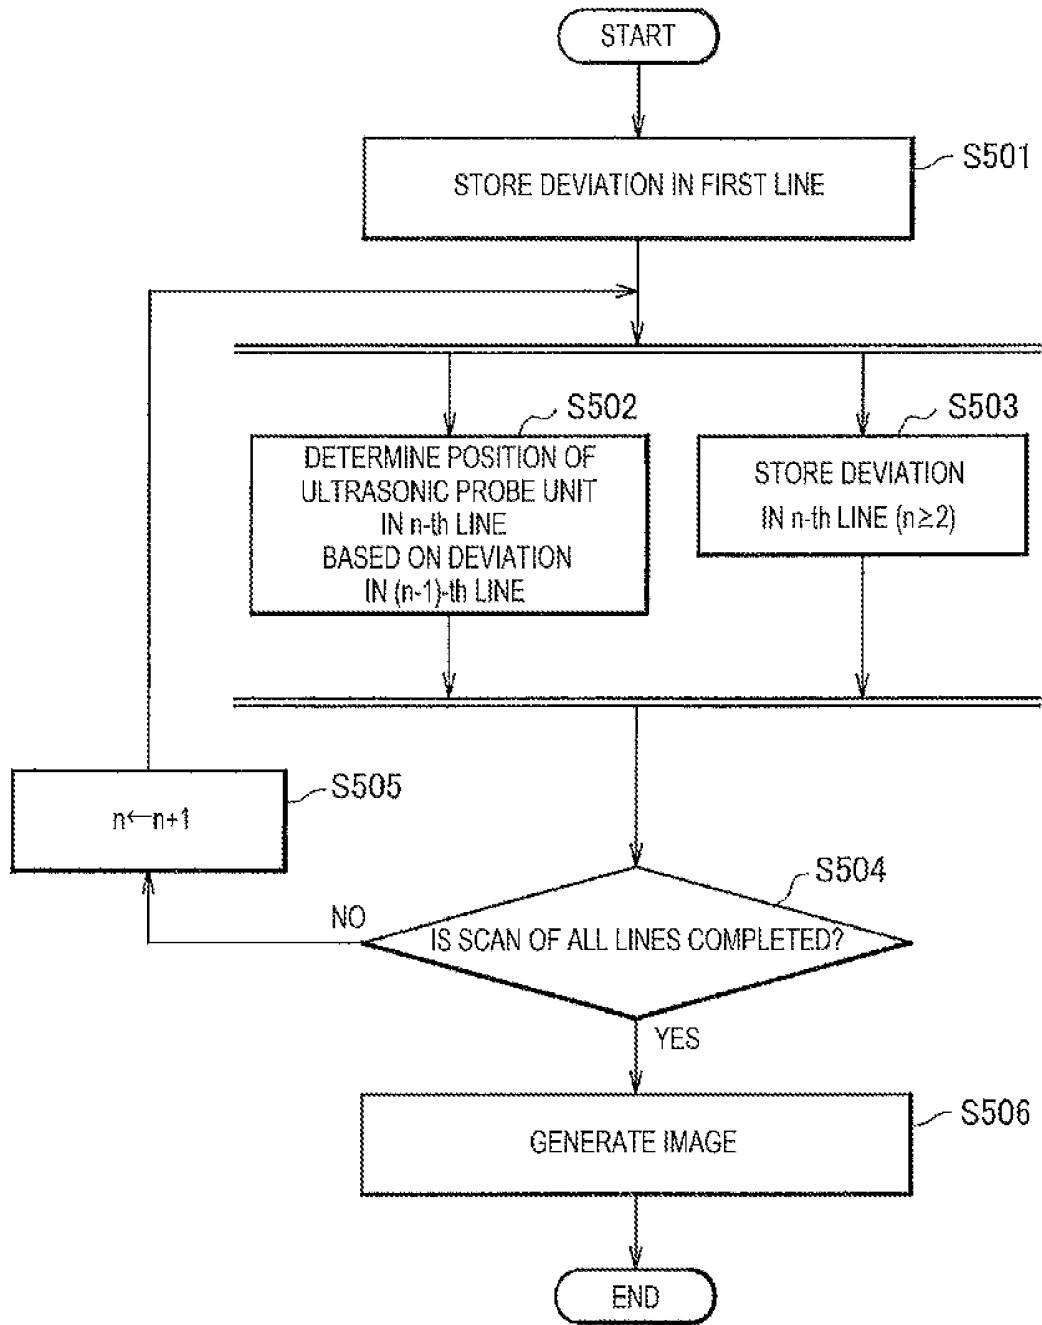 START
S501
STORE DEVIATION IN FIRST LINE
S502
S503
DETERMINE POSITION OF
ULTRASONIC PROBE UNIT
IN n-th LINE
BASED ON DEVIATION
IN (n-1)-th LINE
STORE DEVIATION
IN n-th LINE (n≧2)
S505
n←n+1
S504
NO
IS SCAN OF ALL LINES COMPLETED?
YES
S506
GENERATE IMAGE
END